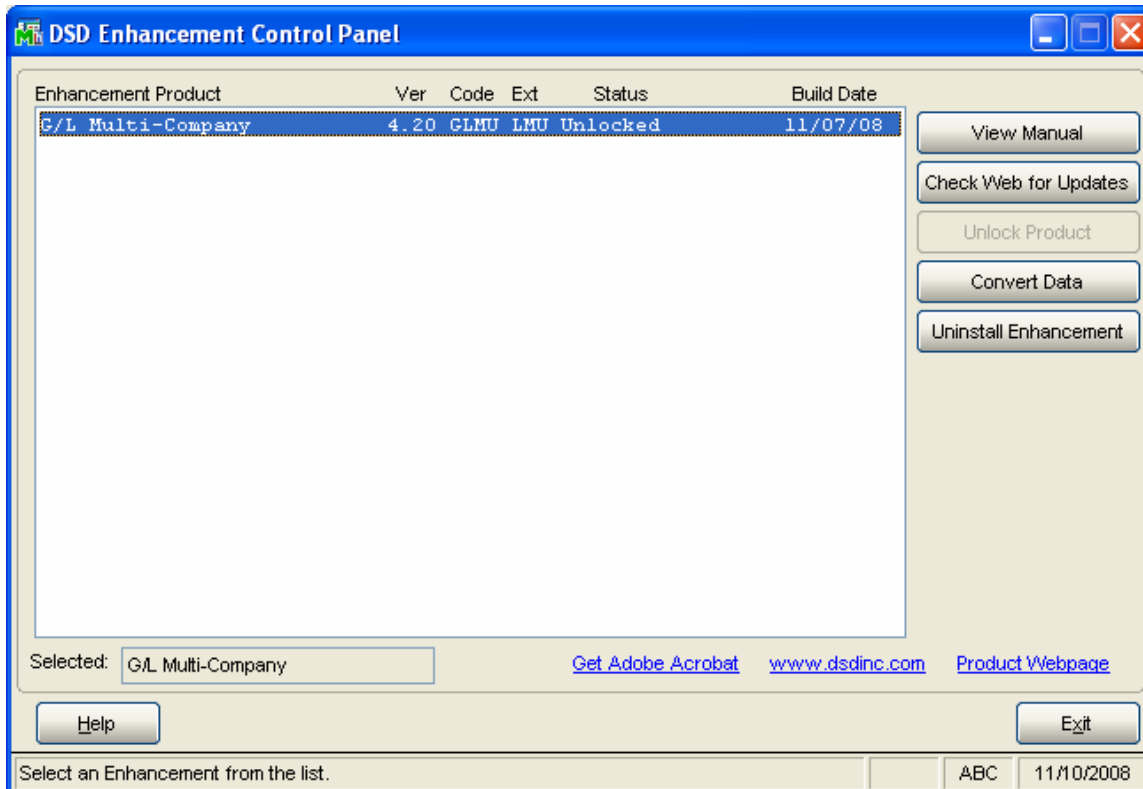 DSD Enhancement Control Panel
Enhancement Product Ver Code Ext Status Build Date
G/L Multi-Company 4.20 GLMU LMU Unlocked 11/07/08
View Manual
Check Web for Updates
Unlock Product
Convert Data
Uninstall Enhancement
Selected: G/L Multi-Company Get Adobe Acrobat www.dsdinc.com Product Webpage
Help Exit
Select an Enhancement from the list. ABC 11/10/2008